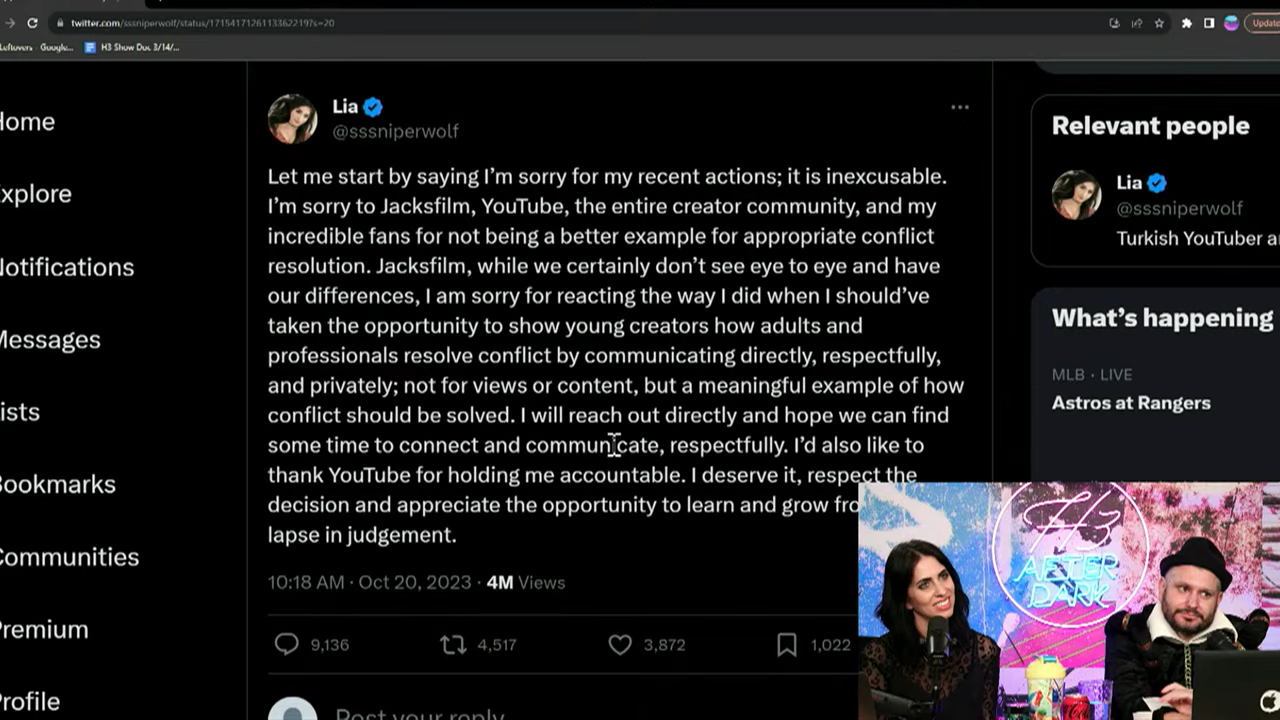 twitter.com/sssniperwolf/status/1715417126113362219?s=20
Update
Leftovers - Google...
H3 Show Doc 3/14/...
Home
Explore
Notifications
Messages
Lists
Bookmarks
Communities
Premium
Profile
Lia
@sssniperwolf
Let me start by saying I’m sorry for my recent actions; it is inexcusable.
I’m sorry to Jacksfilm, YouTube, the entire creator community, and my
incredible fans for not being a better example for appropriate conflict
resolution. Jacksfilm, while we certainly don’t see eye to eye and have
our differences, I am sorry for reacting the way I did when I should’ve
taken the opportunity to show young creators how adults and
professionals resolve conflict by communicating directly, respectfully,
and privately; not for views or content, but a meaningful example of how
conflict should be solved. I will reach out directly and hope we can find
some time to connect and communicate, respectfully. I’d also like to
thank YouTube for holding me accountable. I deserve it, respect the
decision and appreciate the opportunity to learn and grow fro
lapse in judgement.
10:18 AM · Oct 20, 2023 · 4M Views
9,136
4,517
3,872
1,022
Post your reply
Relevant people
Lia
@sssniperwolf
Turkish YouTuber a
What’s happening
MLB · LIVE
Astros at Rangers
H3
AFTER
DARK